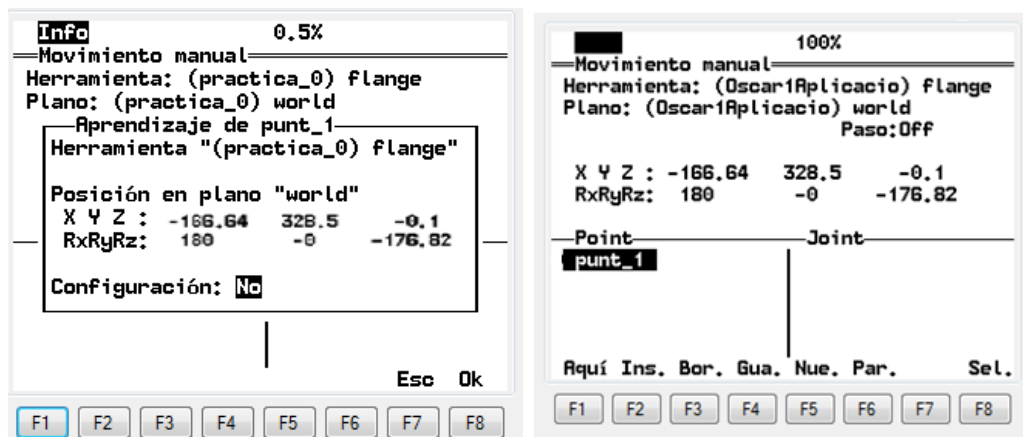 Info 0.5%
Movimiento manual
Herramienta: (practica_0) flange
Plano: (practica_0) world
Aprendizaje de punt_1
Herramienta "(practica_0) flange"
Posición en plano "world"
X Y Z : -166.64 328.5 -0.1
RxRyRz: 180 -0 -176.82
Configuración: No
Esc Ok
F1 F2 F3 F4 F5 F6 F7 F8
100%
Movimiento manual
Herramienta: (Oscar1Aplicacio) flange
Plano: (Oscar1Aplicacio) world
Paso:Off
X Y Z : -166.64 328.5 -0.1
RxRyRz: 180 -0 -176.82
Point Joint
punt_1
Aquí Ins. Bor. Gua. Nue. Par. Sel.
F1 F2 F3 F4 F5 F6 F7 F8